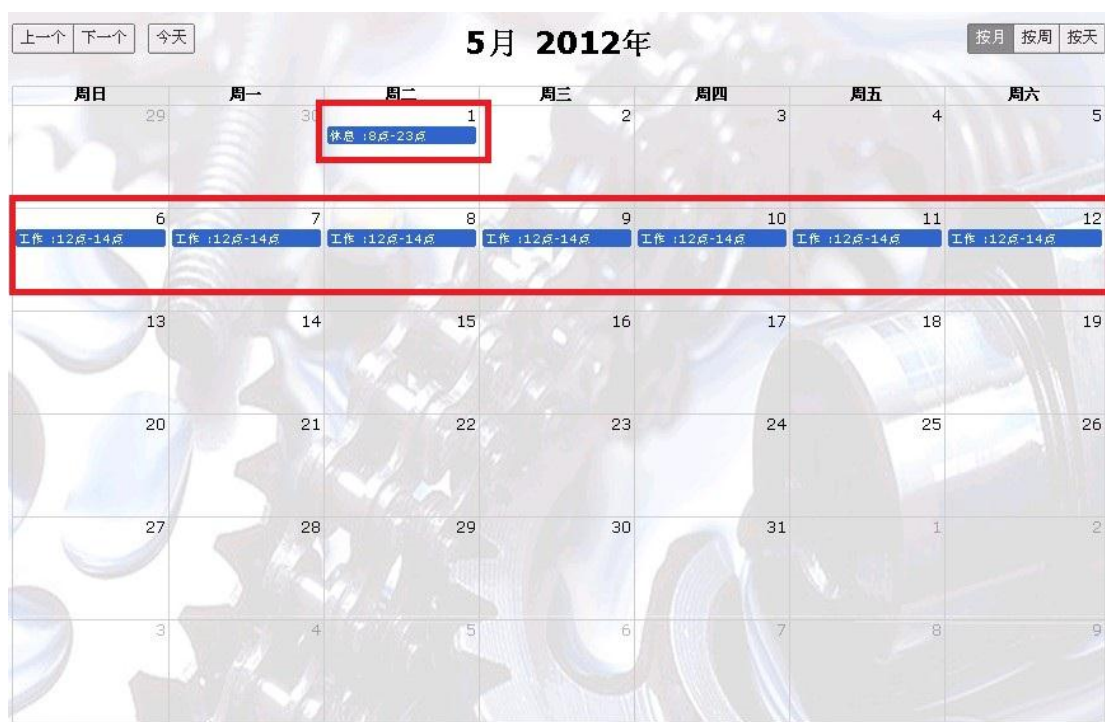 上一个 下一个 今天 5月 2012年 按月 按周 按天
周日 周一 周二 周三 周四 周五 周六
29 30 1 2 3 4 5
休息 :8点-23点
6 7 8 9 10 11 12
工作 :12点-14点 工作 :12点-14点 工作 :12点-14点 工作 :12点-14点 工作 :12点-14点 工作 :12点-14点 工作 :12点-14点
13 14 15 16 17 18 19
20 21 22 23 24 25 26
27 28 29 30 31 1 2
3 4 5 6 7 8 9